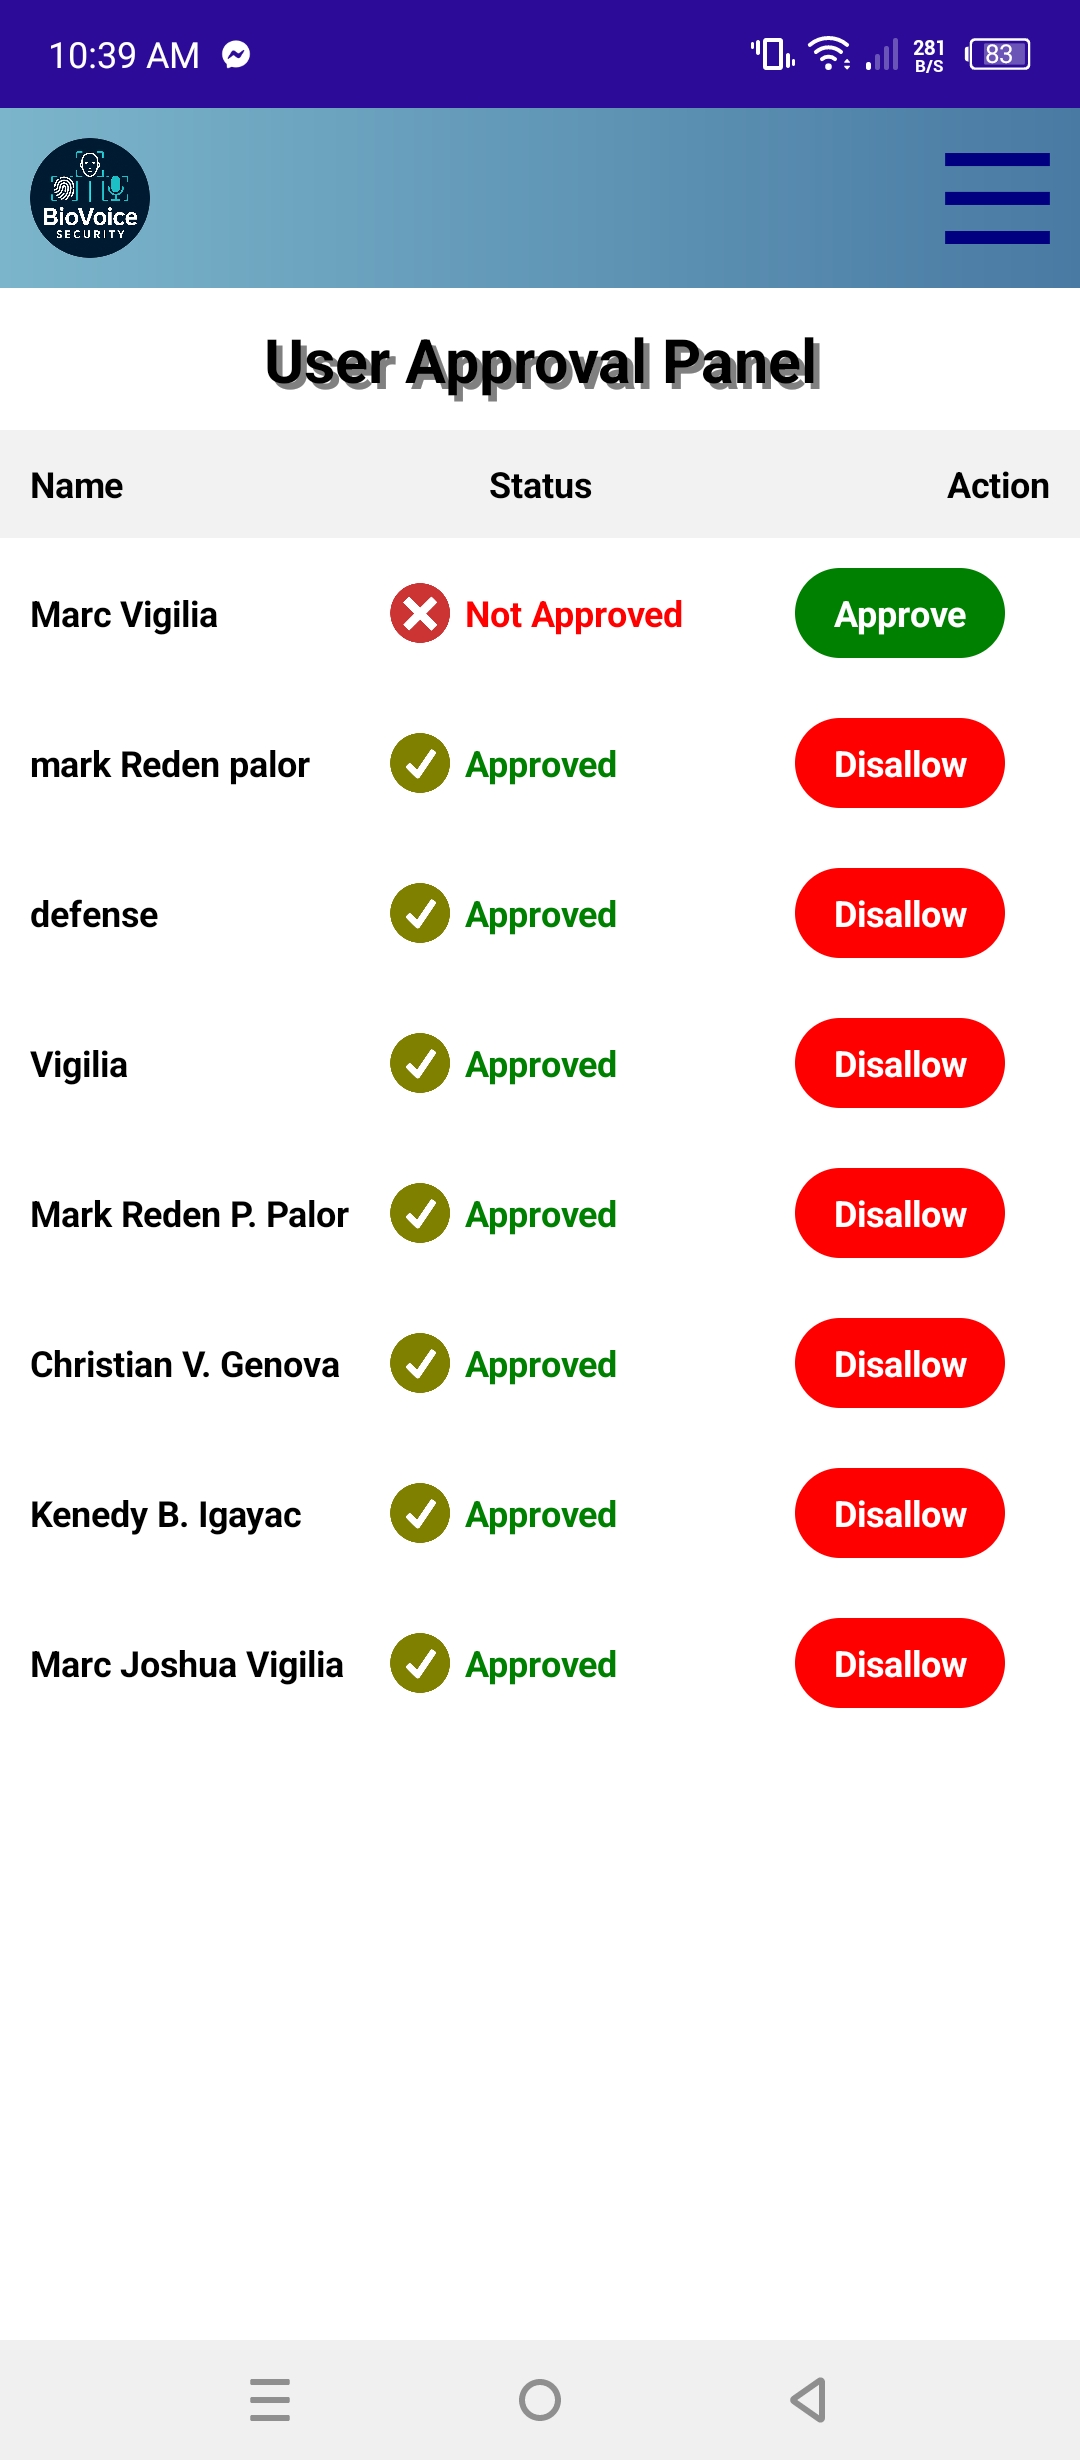 10:39 AM 281 B/S 83
BioVoice
SECURITY
User Approval Panel
Name Status Action
Marc Vigilia Not Approved Approve
mark Reden palor Approved Disallow
defense Approved Disallow
Vigilia Approved Disallow
Mark Reden P. Palor Approved Disallow
Christian V. Genova Approved Disallow
Kenedy B. Igayac Approved Disallow
Marc Joshua Vigilia Approved Disallow